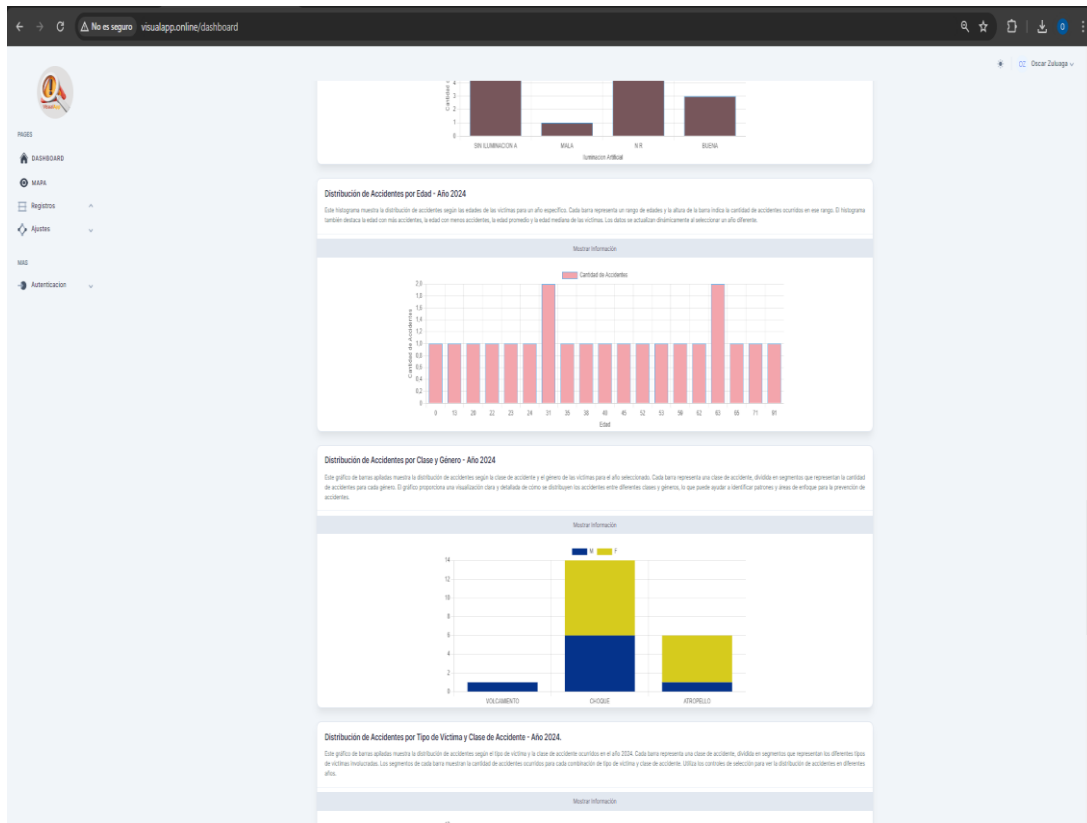 No es seguro visualapp.online/dashboard
OZ Oscar Zuluaga
PAGES
DASHBOARD
MAPA
Registros
Ajustes
MAS
Autenticacion
4
3
2
1
0
SIN ILUMINACION A MALA N R BUENA
Iluminacion Artificial
Distribución de Accidentes por Edad - Año 2024
Este histograma muestra la distribución de accidentes según las edades de las víctimas para un año específico. Cada barra representa un rango de edades y la altura de la barra indica la cantidad de accidentes ocurridos en ese rango. El histograma
también destaca la edad con más accidentes, la edad con menos accidentes, la edad promedio y la edad mediana de las víctimas. Los datos se actualizan dinámicamente al seleccionar un año diferente.
Mostrar Información
Cantidad de Accidentes
2,0
1,8
1,6
1,4
1,2
1,0
0,8
0,6
0,4
0,2
0
Cantidad de Accidentes
0 13 20 22 23 24 31 35 38 40 45 52 53 56 62 63 65 71 81
Edad
Distribución de Accidentes por Clase y Género - Año 2024
Este gráfico de barras apiladas muestra la distribución de accidentes según la clase de accidente y el género de las víctimas para el año seleccionado. Cada barra representa una clase de accidente, dividida en segmentos que representan la cantidad
de accidentes para cada género. El gráfico proporciona una visualización clara y detallada de cómo se distribuyen los accidentes entre diferentes clases y géneros, lo que puede ayudar a identificar patrones y áreas de enfoque para la prevención de
accidentes.
Mostrar Información
M F
14
12
10
8
6
4
2
0
VOLCAMIENTO CHOQUE ATROPELLO
Distribución de Accidentes por Tipo de Victima y Clase de Accidente - Año 2024.
Este gráfico de barras apiladas muestra la distribución de accidentes según el tipo de víctima y la clase de accidente ocurridos en el año 2024. Cada barra representa una clase de accidente, dividida en segmentos que representan los diferentes tipos
de víctimas involucradas. Los segmentos de cada barra muestran la cantidad de accidentes ocurridos para cada combinación de tipo de víctima y clase de accidente. Utiliza los controles de selección para ver la distribución de accidentes en diferentes
años.
Mostrar Información